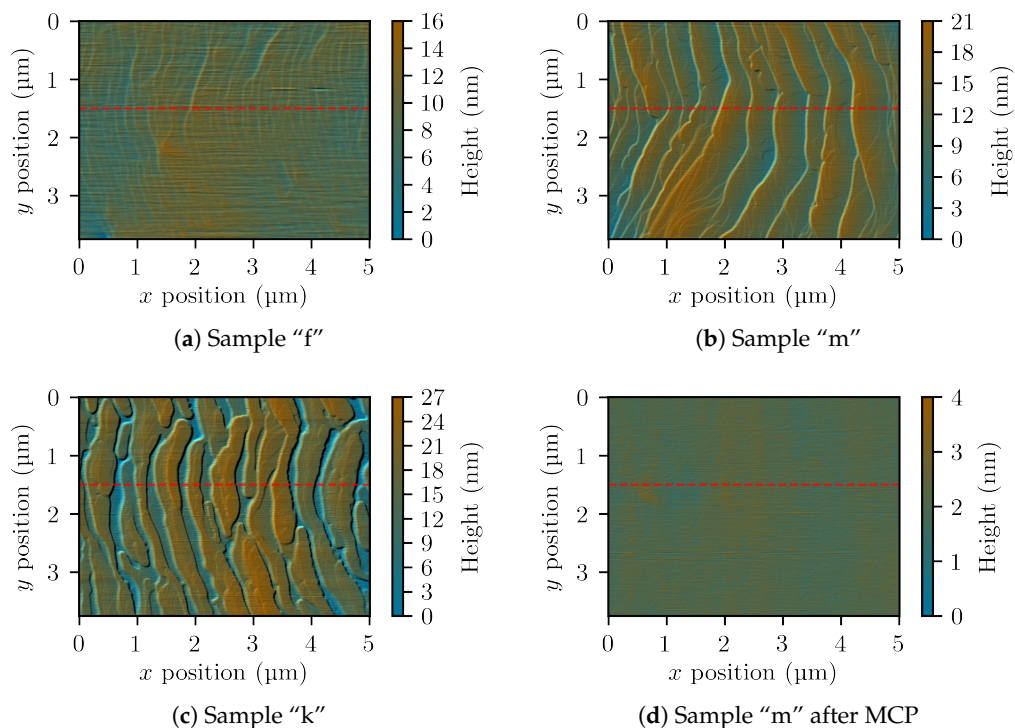 0
1
2
3
y position (µm)
0 1 2 3 4 5
x position (µm)
16
14
12
10
8
6
4
2
0
Height (nm)
(a) Sample “f”
0
1
2
3
y position (µm)
0 1 2 3 4 5
x position (µm)
21
18
15
12
9
6
3
0
Height (nm)
(b) Sample “m”
0
1
2
3
y position (µm)
0 1 2 3 4 5
x position (µm)
27
24
21
18
15
12
9
6
3
0
Height (nm)
(c) Sample “k”
0
1
2
3
y position (µm)
0 1 2 3 4 5
x position (µm)
4
3
2
1
0
Height (nm)
(d) Sample “m” after MCP